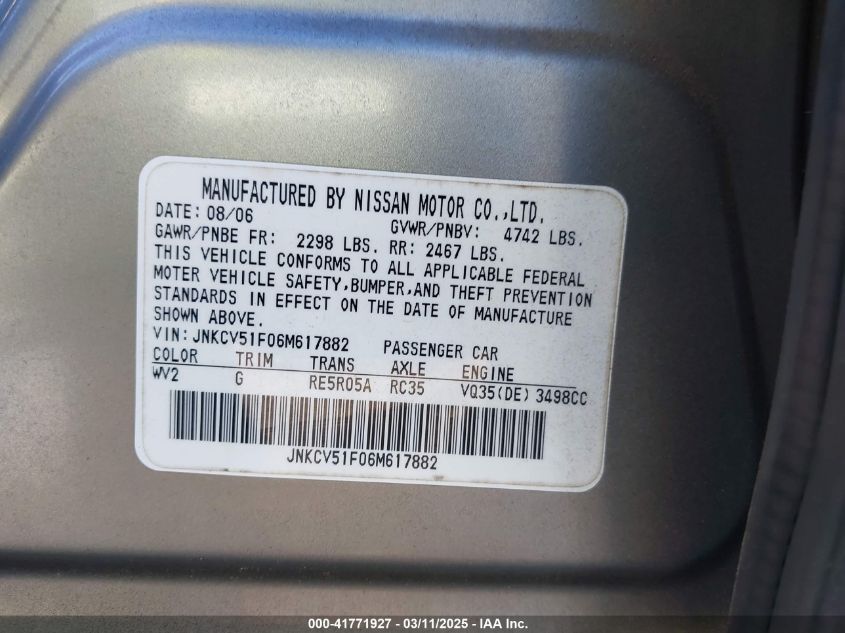 MANUFACTURED BY NISSAN MOTOR CO.,LTD.
DATE: 08/06 GVWR/PNBV: 4742 LBS.
GAWR/PNBE FR: 2298 LBS. RR: 2467 LBS.
THIS VEHICLE CONFORMS TO ALL APPLICABLE FEDERAL
MOTER VEHICLE SAFETY,BUMPER,AND THEFT PREVENTION
STANDARDS IN EFFECT ON THE DATE OF MANUFACTURE
SHOWN ABOVE.
VIN: JNKCV51F06M617882 PASSENGER CAR
COLOR TRIM TRANS AXLE ENGINE
WV2 G RE5R05A RC35 VQ35(DE) 3498CC
JNKCV51F06M617882
000-41771927 - 03/11/2025 - IAA Inc.